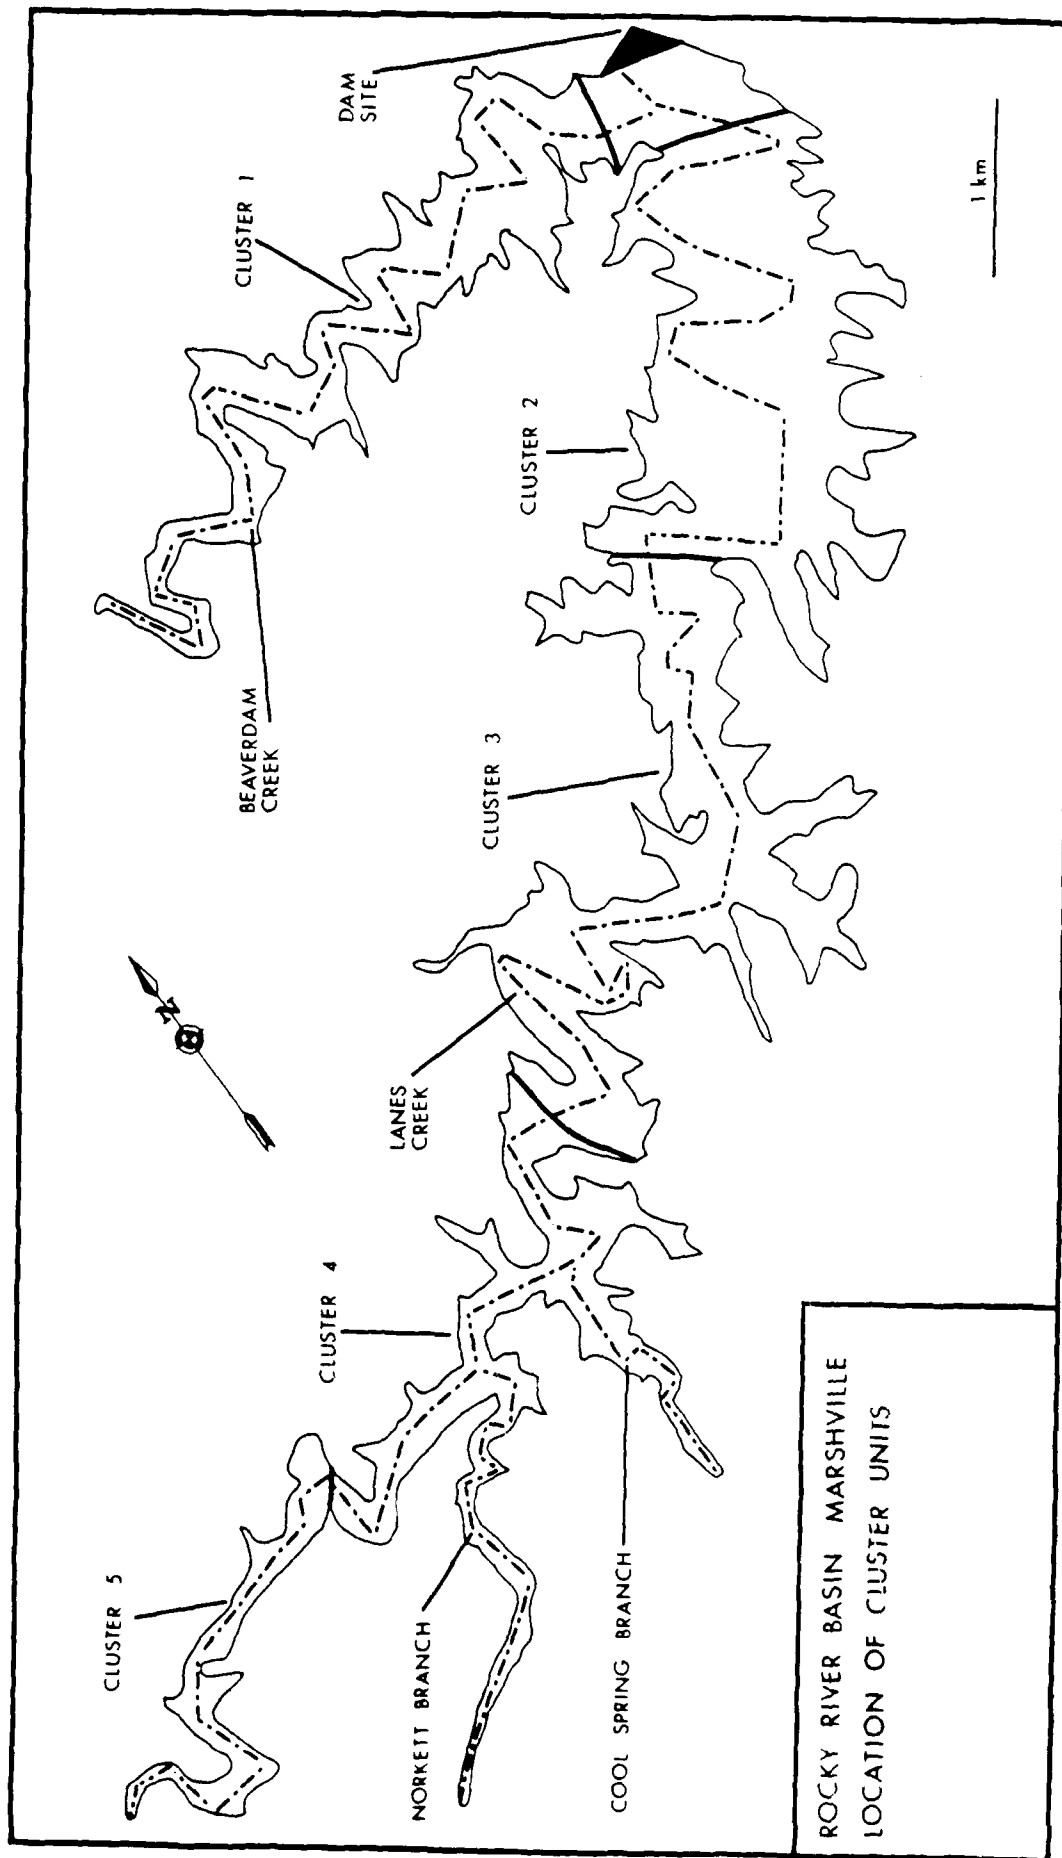 DAM
SITE
CLUSTER 1
CLUSTER 2
BEAVERDAM
CREEK
CLUSTER 3
N
LANES
CREEK
CLUSTER 4
CLUSTER 5
NORKETT BRANCH
COOL SPRING BRANCH
1 km
ROCKY RIVER BASIN MARSHVILLE
LOCATION OF CLUSTER UNITS